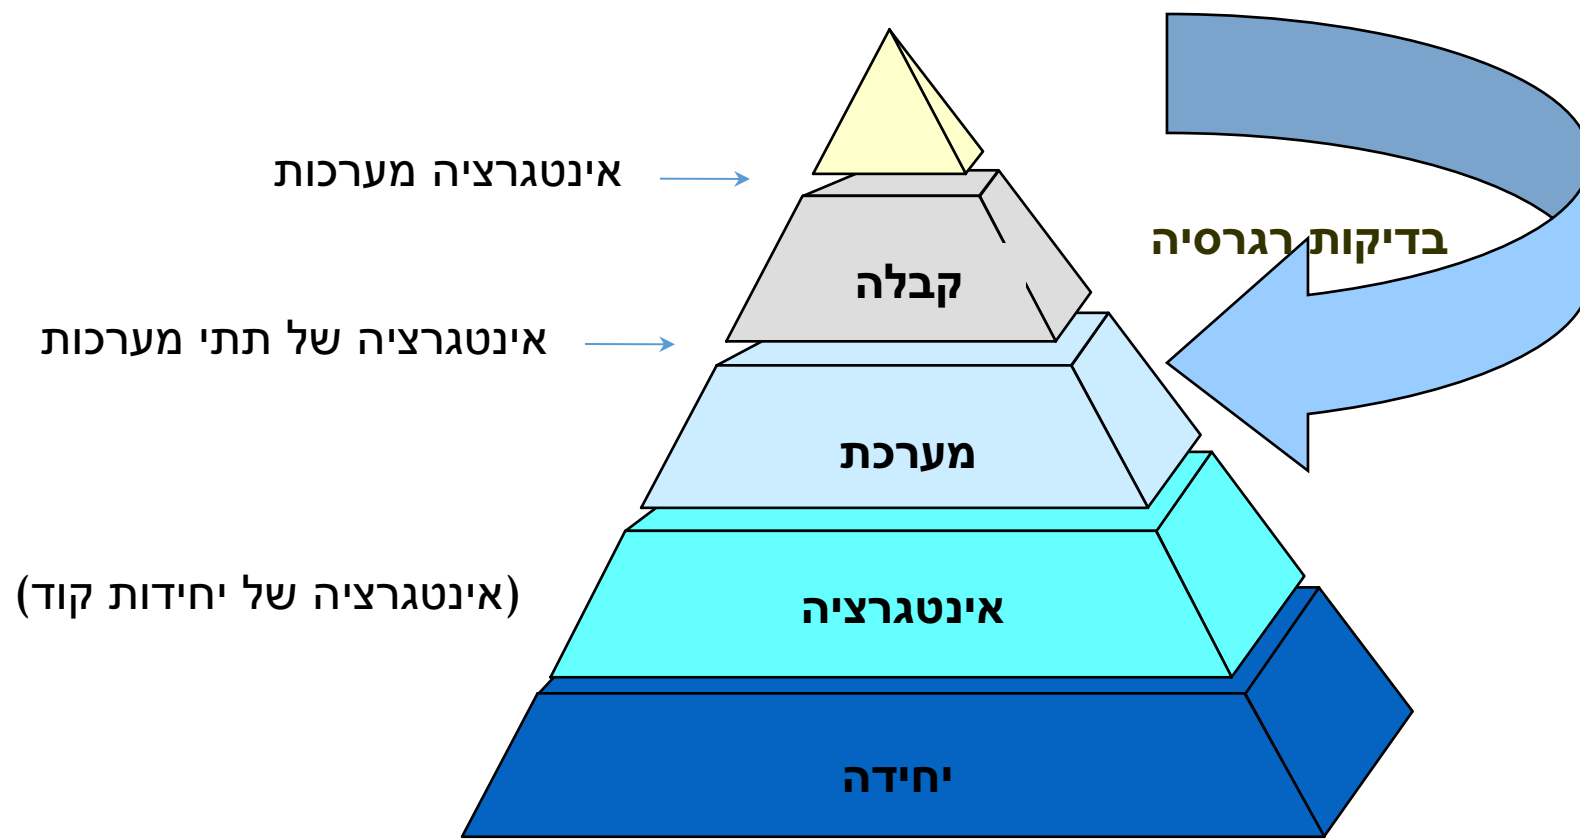 אינטגרציה מערכות
בדיקות רגרסיה
קבלה
אינטגרציה של תתי מערכות
מערכת
(אינטגרציה של יחידות קוד)
אינטגרציה
יחידה